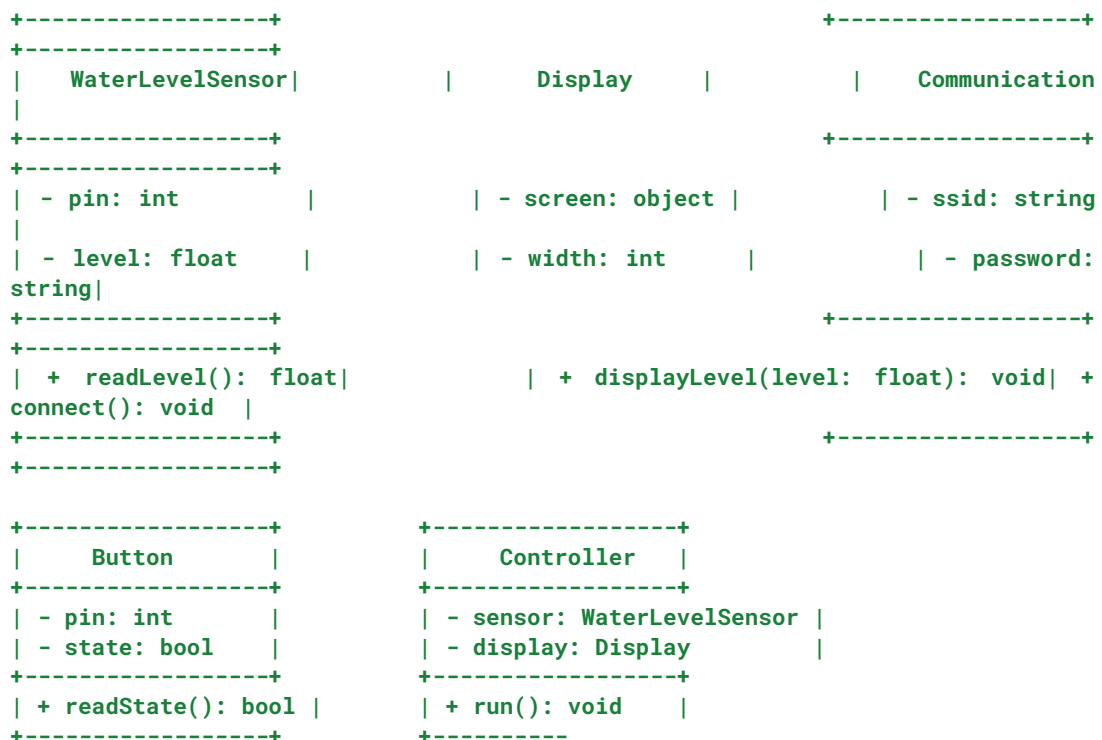 +------------------+ +------------------+
+------------------+
| WaterLevelSensor| | Display | | Communication
|
+------------------+ +------------------+
+------------------+
| - pin: int | | - screen: object | | - ssid: string
|
| - level: float | | - width: int | | - password:
string|
+------------------+ +------------------+
+------------------+
| + readLevel(): float| | + displayLevel(level: float): void| +
connect(): void |
+------------------+ +------------------+
+------------------+
+------------------+ +------------------+
| Button | | Controller |
+------------------+ +------------------+
| - pin: int | | - sensor: WaterLevelSensor |
| - state: bool | | - display: Display |
+------------------+ +------------------+
| + readState(): bool | | + run(): void |
+------------------+ +----------